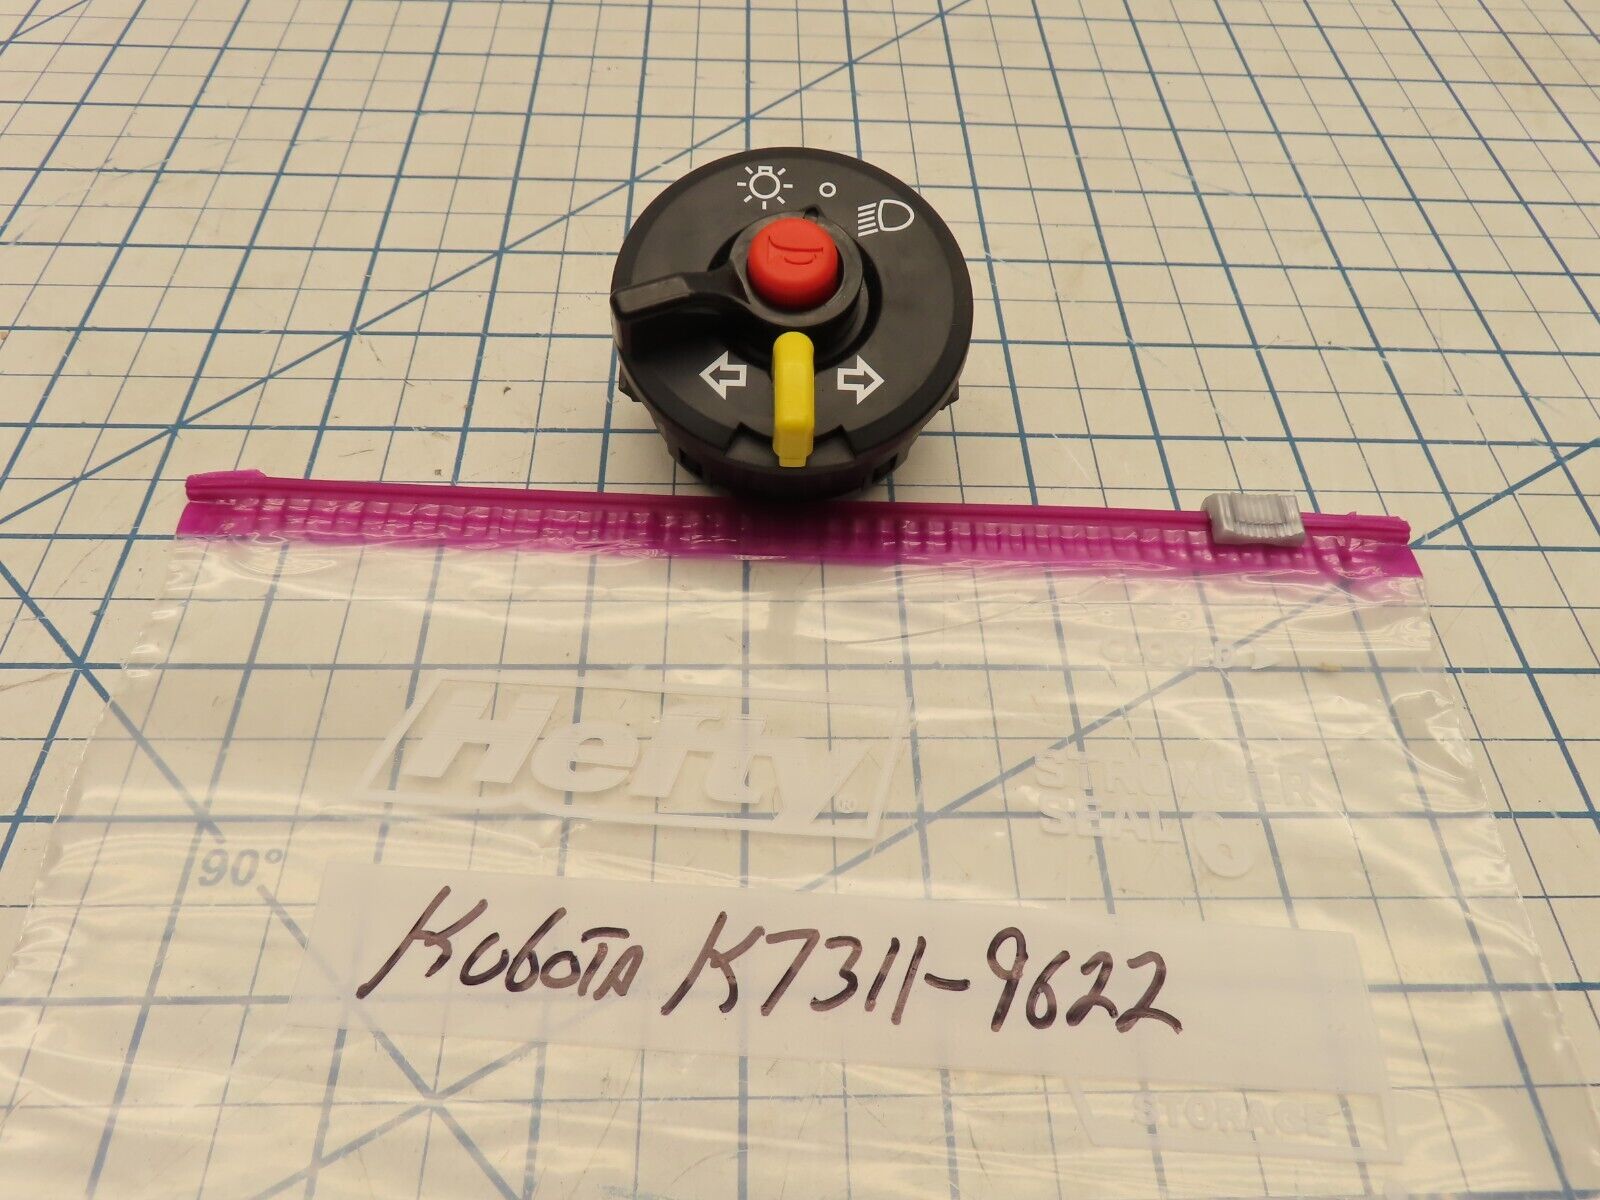 CLOSED
Hefty®
STRONGER
SEAL
90°
KUBOTA K7311-9622
STORAGE